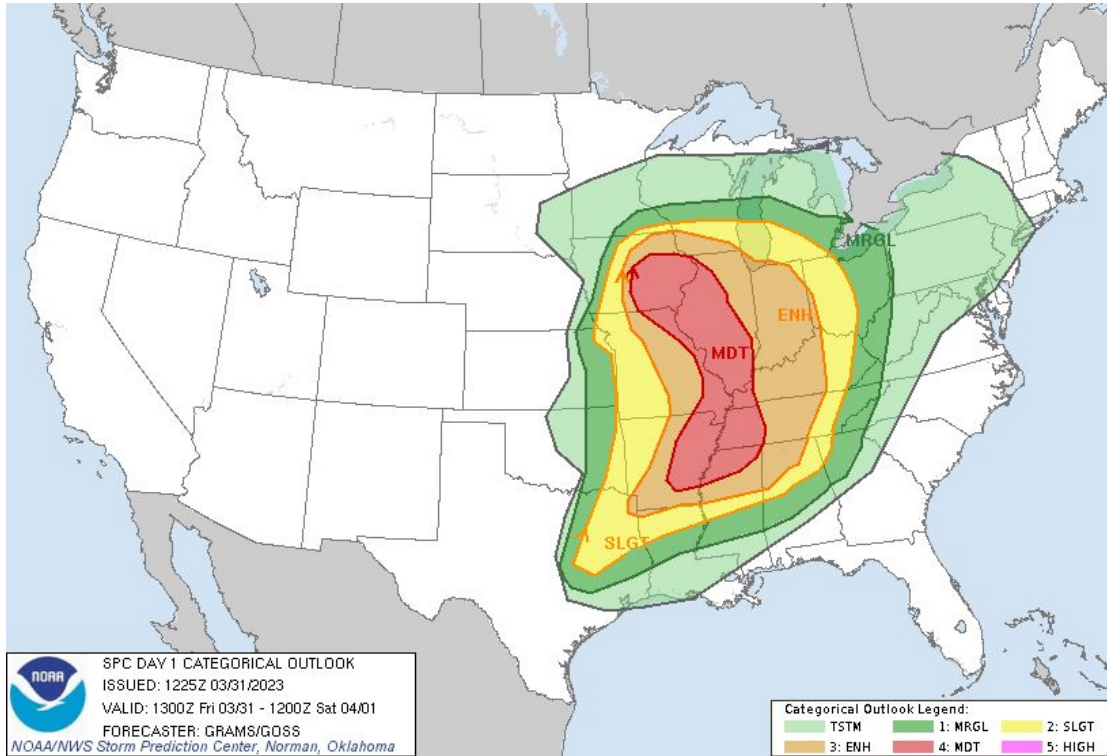 MRGL
ENH
MDT
SLGT
NOAA
SPC DAY 1 CATEGORICAL OUTLOOK
ISSUED: 1225Z 03/31/2023
VALID: 1300Z Fri 03/31 - 1200Z Sat 04/01
FORECASTER: GRAMS/GOSS
NOAA/NWS Storm Prediction Center, Norman, Oklahoma
Categorical Outlook Legend:
TSTM 1: MRGL 2: SLGT
3: ENH 4: MDT 5: HIGH